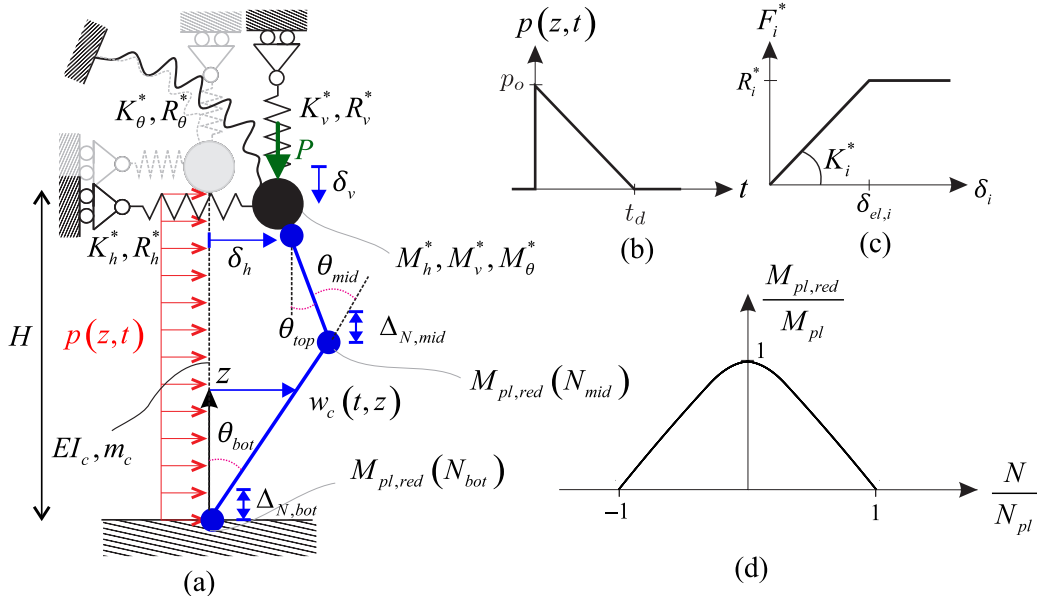 K*θ, R*θ
K*v, R*v
P
δv
K*h, R*h
δh
M*h, M*v, M*θ
θmid
H
p(z,t)
θtop
ΔN,mid
z
Mpl,red (Nmid)
wc (t, z)
EIc, mc
θbot
Mpl,red (Nbot)
ΔN,bot
(a)
p(z,t)
po
td
t
(b)
F*i
R*i
K*i
δel,i
δi
(c)
Mpl,red
Mpl
1
−1
1
N
Npl
(d)